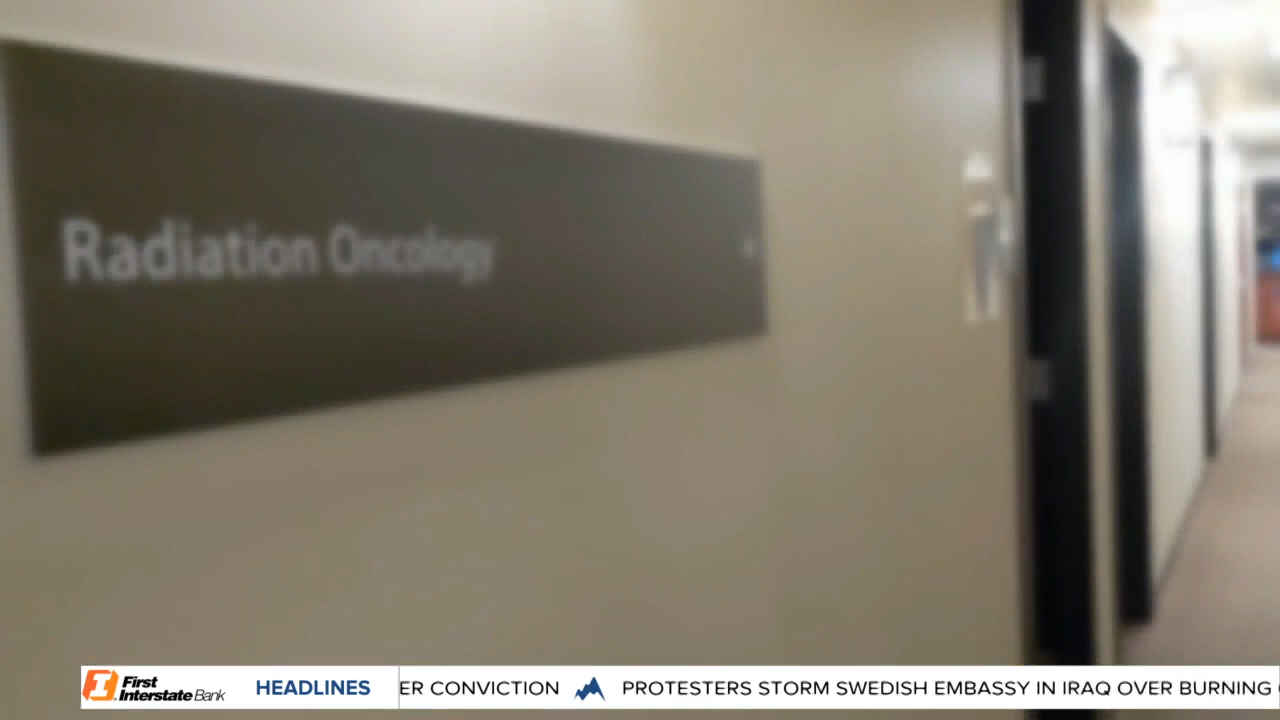 Radiation Oncology
First
Interstate Bank
HEADLINES
ER CONVICTION
PROTESTERS STORM SWEDISH EMBASSY IN IRAQ OVER BURNING